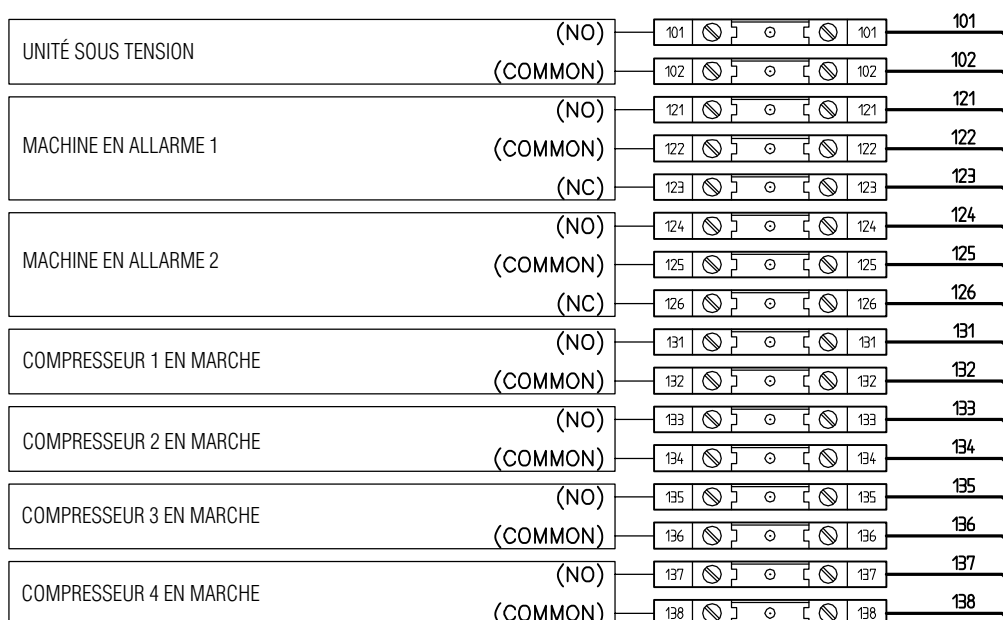 UNITÉ SOUS TENSION
(NO) 101 101 101
(COMMON) 102 102 102
MACHINE EN ALLARME 1
(NO) 121 121 121
(COMMON) 122 122 122
(NC) 123 123 123
MACHINE EN ALLARME 2
(NO) 124 124 124
(COMMON) 125 125 125
(NC) 126 126 126
COMPRESSEUR 1 EN MARCHE
(NO) 131 131 131
(COMMON) 132 132 132
COMPRESSEUR 2 EN MARCHE
(NO) 133 133 133
(COMMON) 134 134 134
COMPRESSEUR 3 EN MARCHE
(NO) 135 135 135
(COMMON) 136 136 136
COMPRESSEUR 4 EN MARCHE
(NO) 137 137 137
(COMMON) 138 138 138